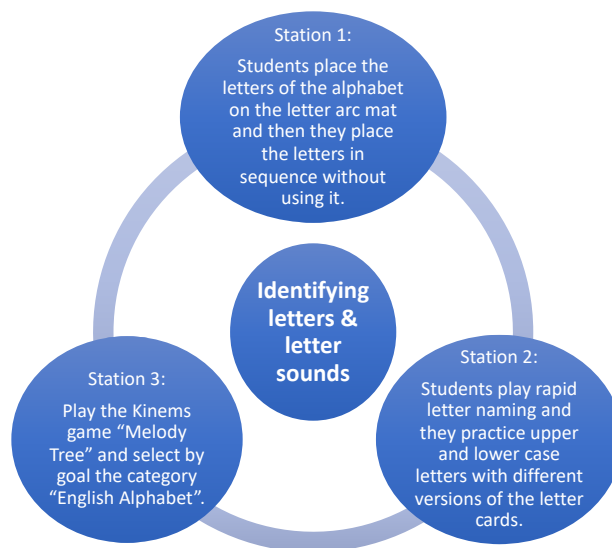 Station 1:
Students place the
letters of the alphabet
on the letter arc mat
and then they place
the letters in
sequence without
using it.
Identifying
letters &
letter
sounds
Station 2:
Students play rapid
letter naming and
they practice upper
and lower case
letters with different
versions of the letter
cards.
Station 3:
Play the Kinems
game “Melody
Tree” and select by
goal the category
“English Alphabet”.